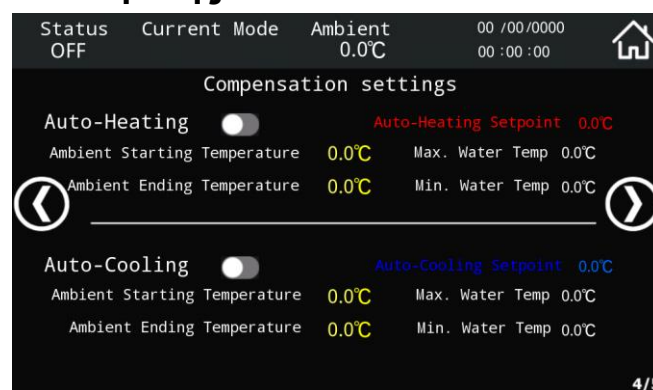 Status Current Mode Ambient 00 /00/0000
OFF 0.0℃ 00 :00 :00
Compensation settings
Auto-Heating Auto-Heating Setpoint 0.0℃
Ambient Starting Temperature 0.0℃ Max. Water Temp 0.0℃
Ambient Ending Temperature 0.0℃ Min. Water Temp 0.0℃
Auto-Cooling Auto-Cooling Setpoint 0.0℃
Ambient Starting Temperature 0.0℃ Max. Water Temp 0.0℃
Ambient Ending Temperature 0.0℃ Min. Water Temp 0.0℃
4/